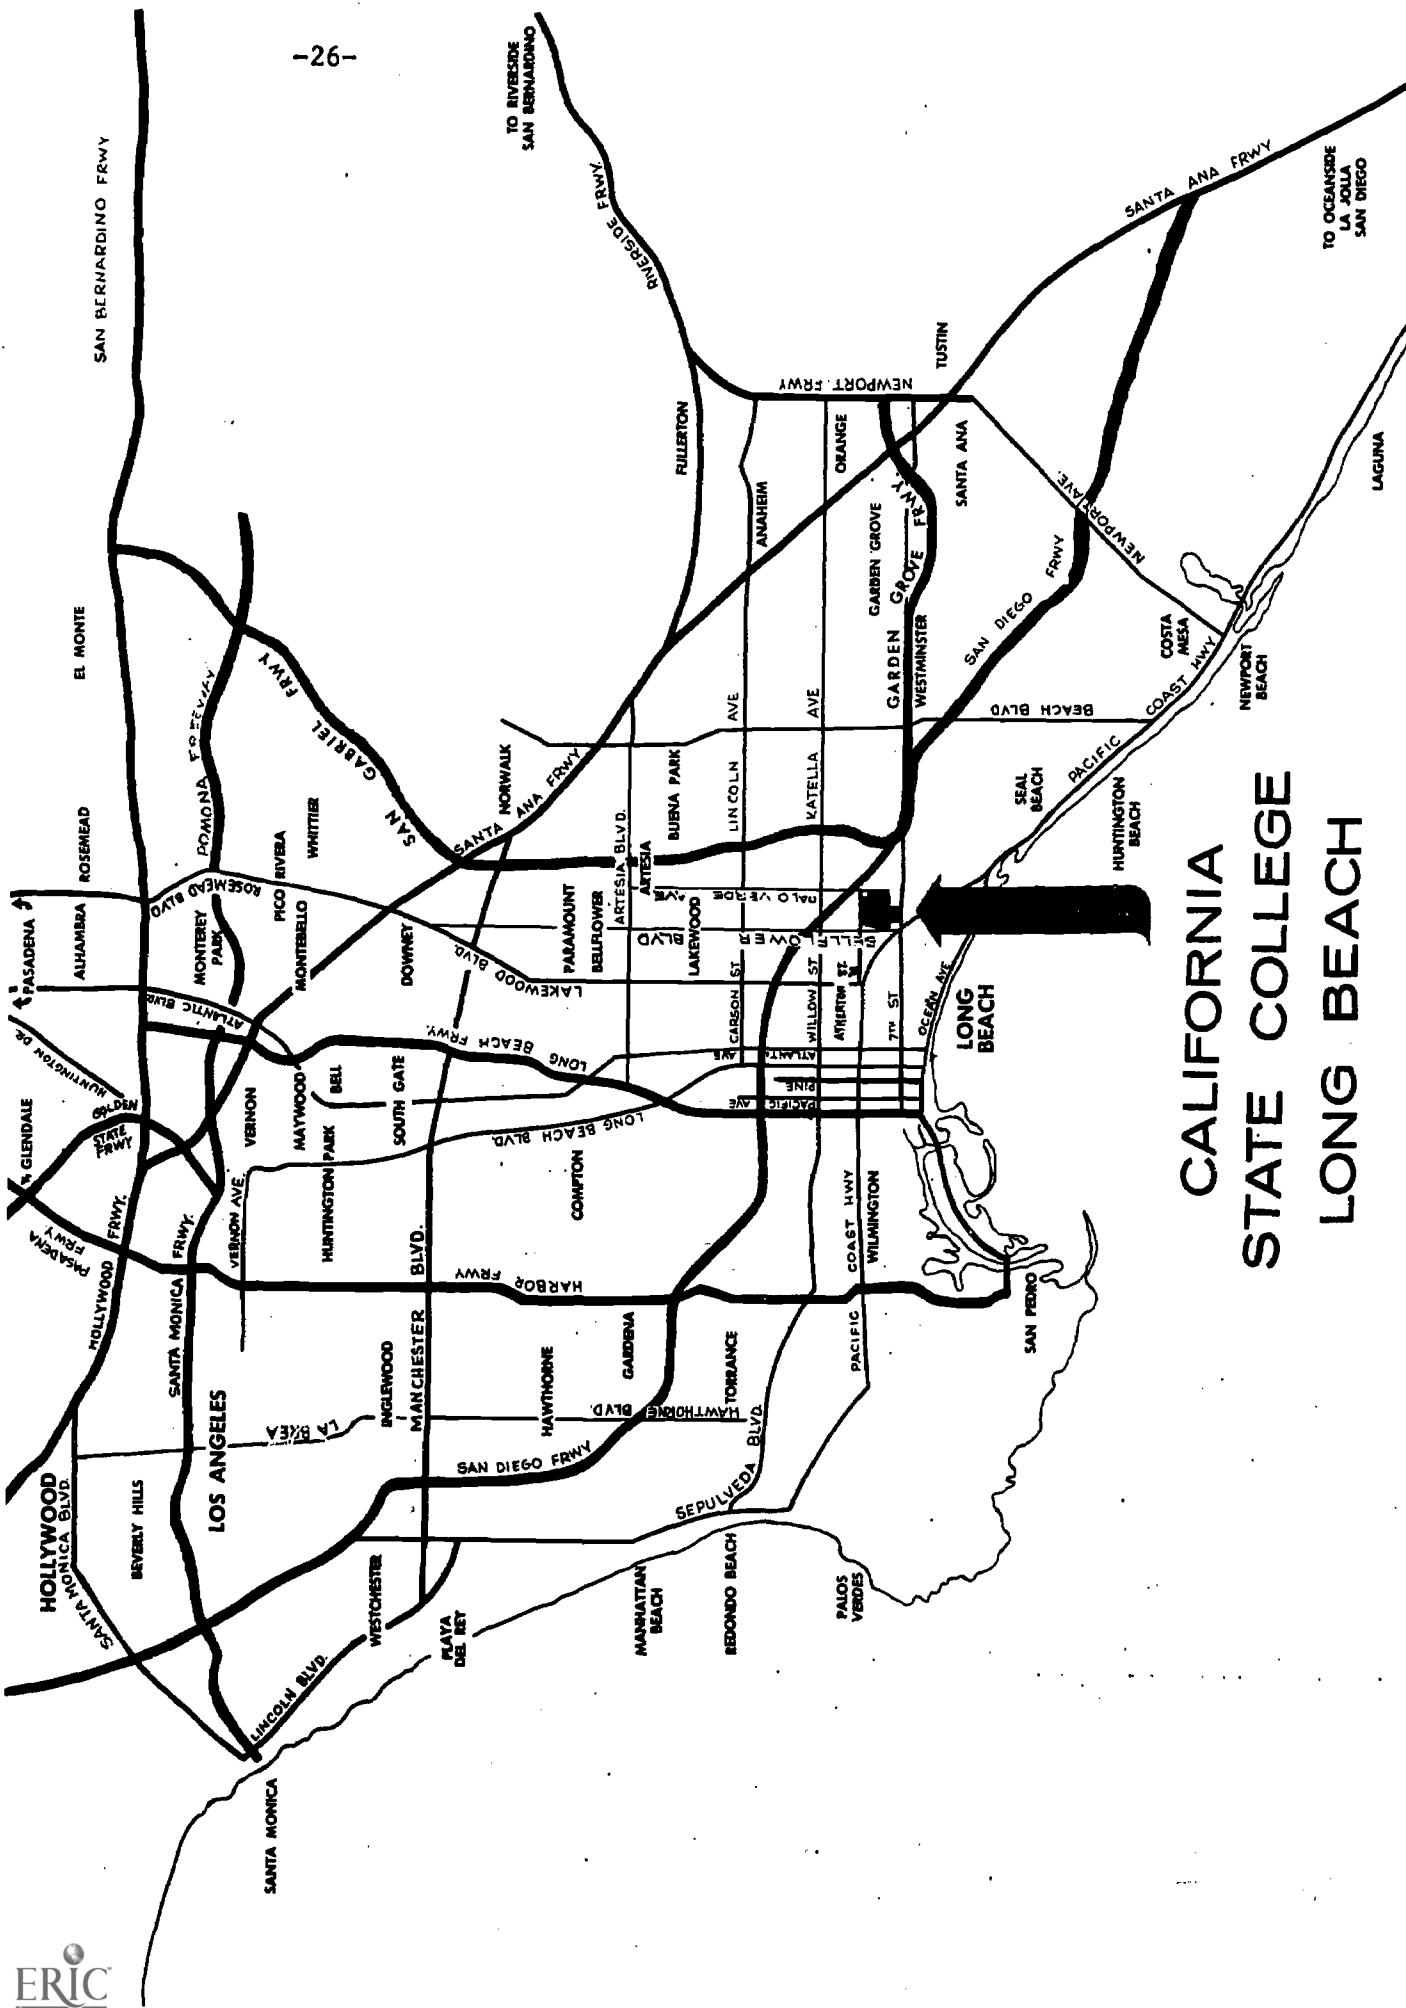 -26-
SAN BERNARDINO FRWY
TO RIVERSIDE
SAN BERNARDINO
RIVERSIDE FRWY.
SANTA ANA FRWY
TO OCEANSIDE
LA JOLLA
SAN DIEGO
EL MONTE
FULLERTON
NEWPORT FRWY
TUSTIN
ANAHEIM
ORANGE
SANTA ANA
GARDEN GROVE
GARDEN GROVE FRWY.
WESTMINSTER
SAN DIEGO FRWY
NEWPORT AVE.
COSTA
MESA
NEWPORT
BEACH
LAGUNA
PACIFIC COAST HWY
BEACH BLVD
SAN GABRIEL FRWY
ROSEMEAD
ALHAMBRA
PASADENA
ROSEMEAD BLVD
MONTEREY
PARK
PICO RIVERA
WHITTIER
MONTEBELLO
DOWNEY
NORWALK
SANTA ANA FRWY
ARTESIA BLVD.
ARTESIA
BUENA PARK
LINCOLN AVE
KATELLA AVE
SEAL
BEACH
HUNTINGTON
BEACH
PARAMOUNT
BELLFLOWER
LAKEWOOD
PALO VERDE AVE
BELLFLOWER BLVD
LAKEWOOD BLVD.
CARSON ST
WILLOW ST
ATHERTON
ST.
7TH ST
OCEAN AVE
LONG
BEACH
ATLANTIC BLVD.
HUNTINGTON DR.
GLENDALE
GOLDEN
STATE
FRWY
VERNON
MAYWOOD
BELL
HUNTINGTON PARK
SOUTH GATE
LONG BEACH FRWY.
LONG BEACH BLVD.
ATLANTIC AVE
PINE
PACIFIC AVE
COMPTON
PASADENA
FRWY.
HOLLYWOOD FRWY.
SANTA MONICA FRWY.
VERNON AVE
MANCHESTER BLVD.
HARBOR FRWY
PACIFIC COAST HWY
WILMINGTON
SAN PEDRO
HOLLYWOOD
SANTA MONICA BLVD.
BEVERLY HILLS
LOS ANGELES
LA BREA
INGLEWOOD
HAWTHORNE
GARDENA
HAWTHORNE BLVD.
TORRANCE
SAN DIEGO FRWY
SEPULVEDA BLVD.
WESTCHESTER
PLAYA
DEL REY
MANHATTAN
BEACH
REDONDO BEACH
PALOS
VERDES
LINCOLN BLVD.
SANTA MONICA
CALIFORNIA
STATE COLLEGE
LONG BEACH
ERIC